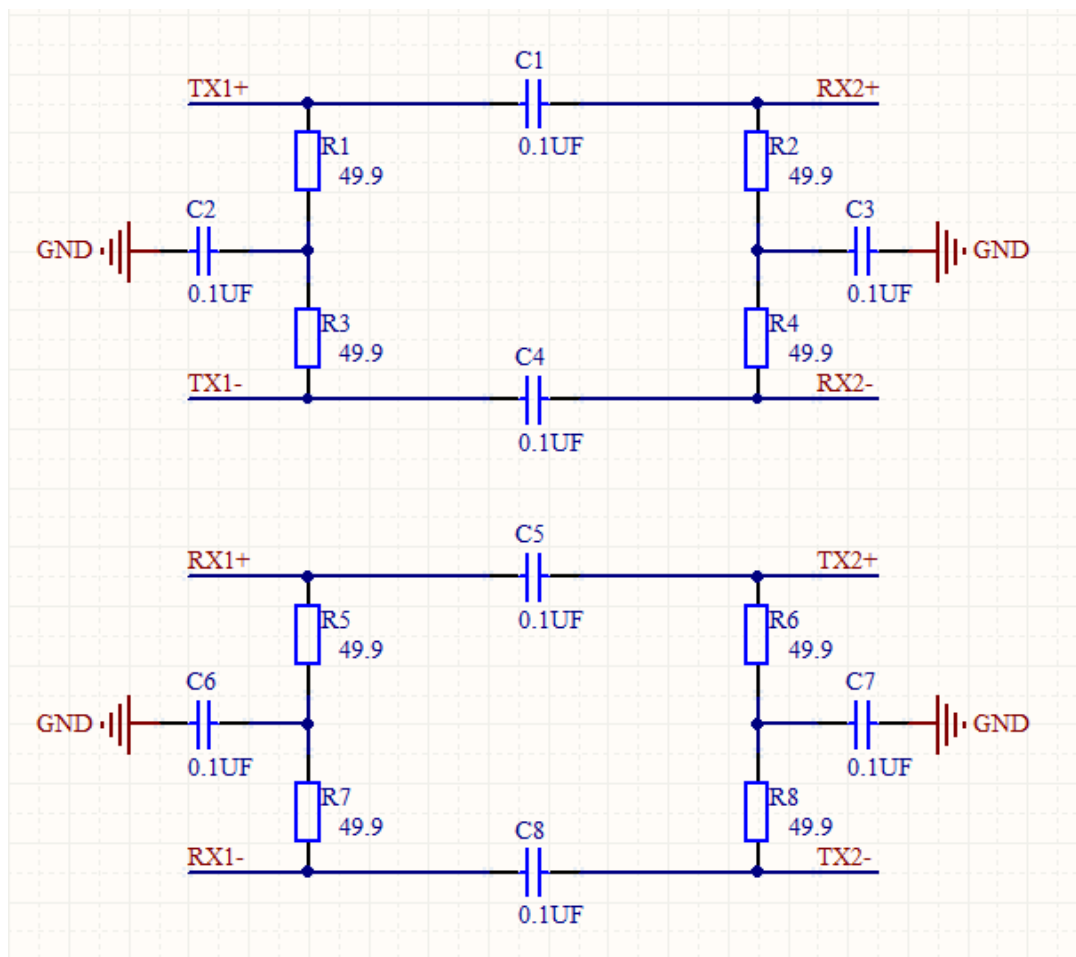 C1
TX1+ RX2+
R1 0.1UF R2
49.9 49.9
C2 C3
GND GND
0.1UF 0.1UF
R3 R4
49.9 C4 49.9
TX1- RX2-
0.1UF
C5
RX1+ TX2+
R5 0.1UF R6
49.9 49.9
C6 C7
GND GND
0.1UF 0.1UF
R7 R8
49.9 C8 49.9
RX1- TX2-
0.1UF